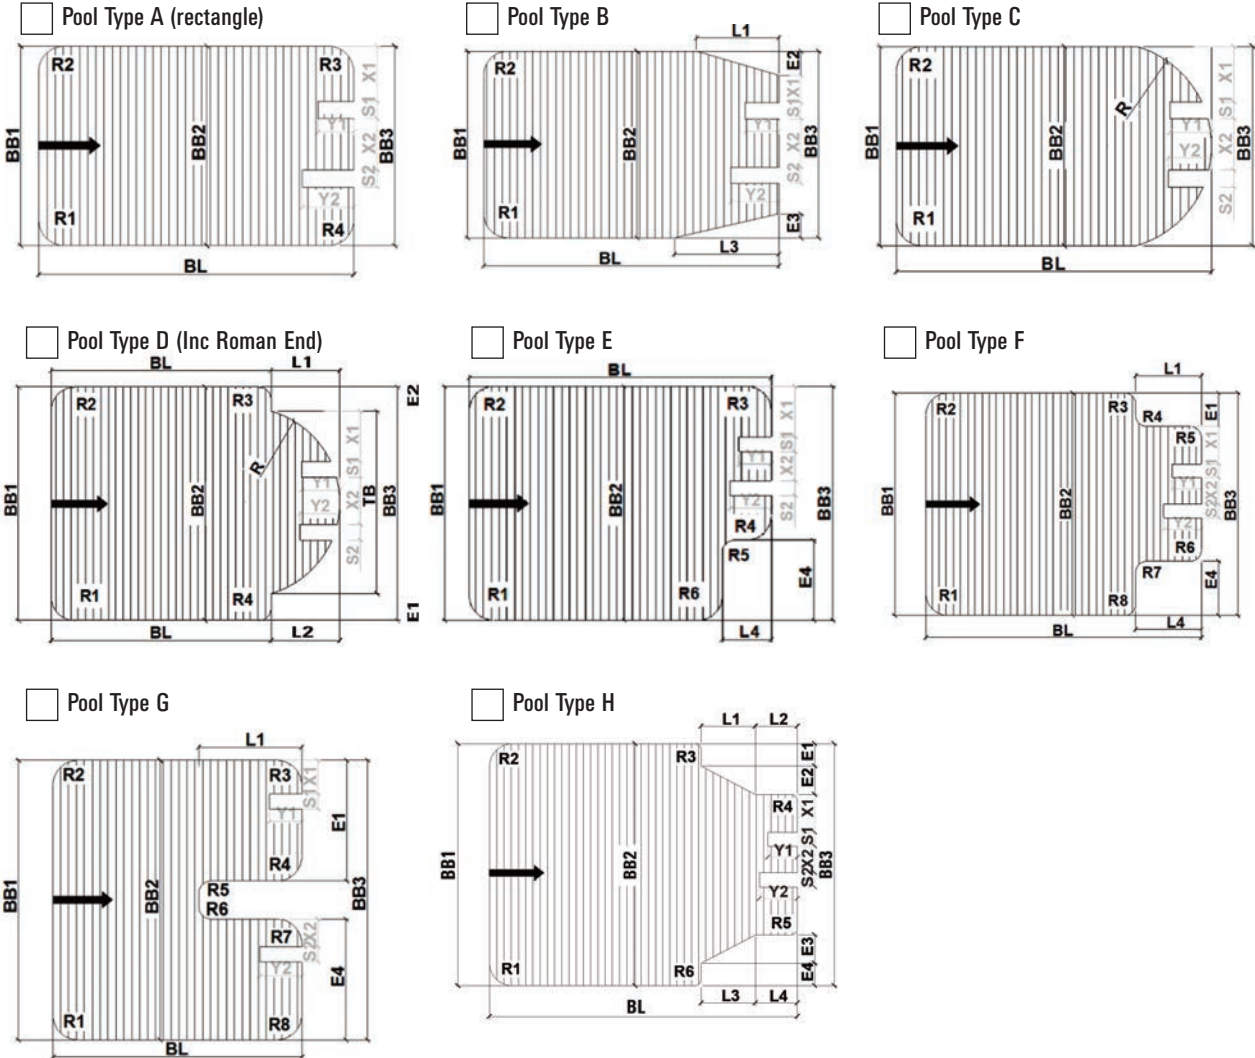 Pool Type A (rectangle)
R2
R3
X1
S1
Y1
BB1
BB2
X2
BB3
S2
Y2
R1
R4
BL
Pool Type B
L1
R2
E2
X1
S1
Y1
BB1
BB2
X2
BB3
S2
Y2
R1
E3
L3
BL
Pool Type C
R2
X1
R
S1
Y1
BB1
BB2
X2
BB3
Y2
S2
R1
BL
Pool Type D (Inc Roman End)
BL
L1
E2
R2
R3
X1
R
S1
Y1
TB
BB1
BB2
Y2
X2
BB3
S2
R1
R4
E1
BL
L2
Pool Type E
BL
R2
R3
X1
S1
Y1
X2
BB1
BB2
BB3
Y2
S2
R4
R5
E4
R1
R6
L4
Pool Type F
L1
R2
R3
R4
E1
R5
X1
S1
Y1
BB1
BB2
S2X2
BB3
Y2
R6
R7
E4
R1
R8
L4
BL
Pool Type G
L1
R2
R3
S1X1
Y1
E1
R4
BB1
BB2
R5
R6
BB3
R7
S2X2
Y2
E4
R1
R8
BL
Pool Type H
L1
L2
R2
R3
E1
E2
R4
X1
S1
Y1
BB1
BB2
S2X2
BB3
Y2
R5
E3
R1
R6
E4
L3
L4
BL